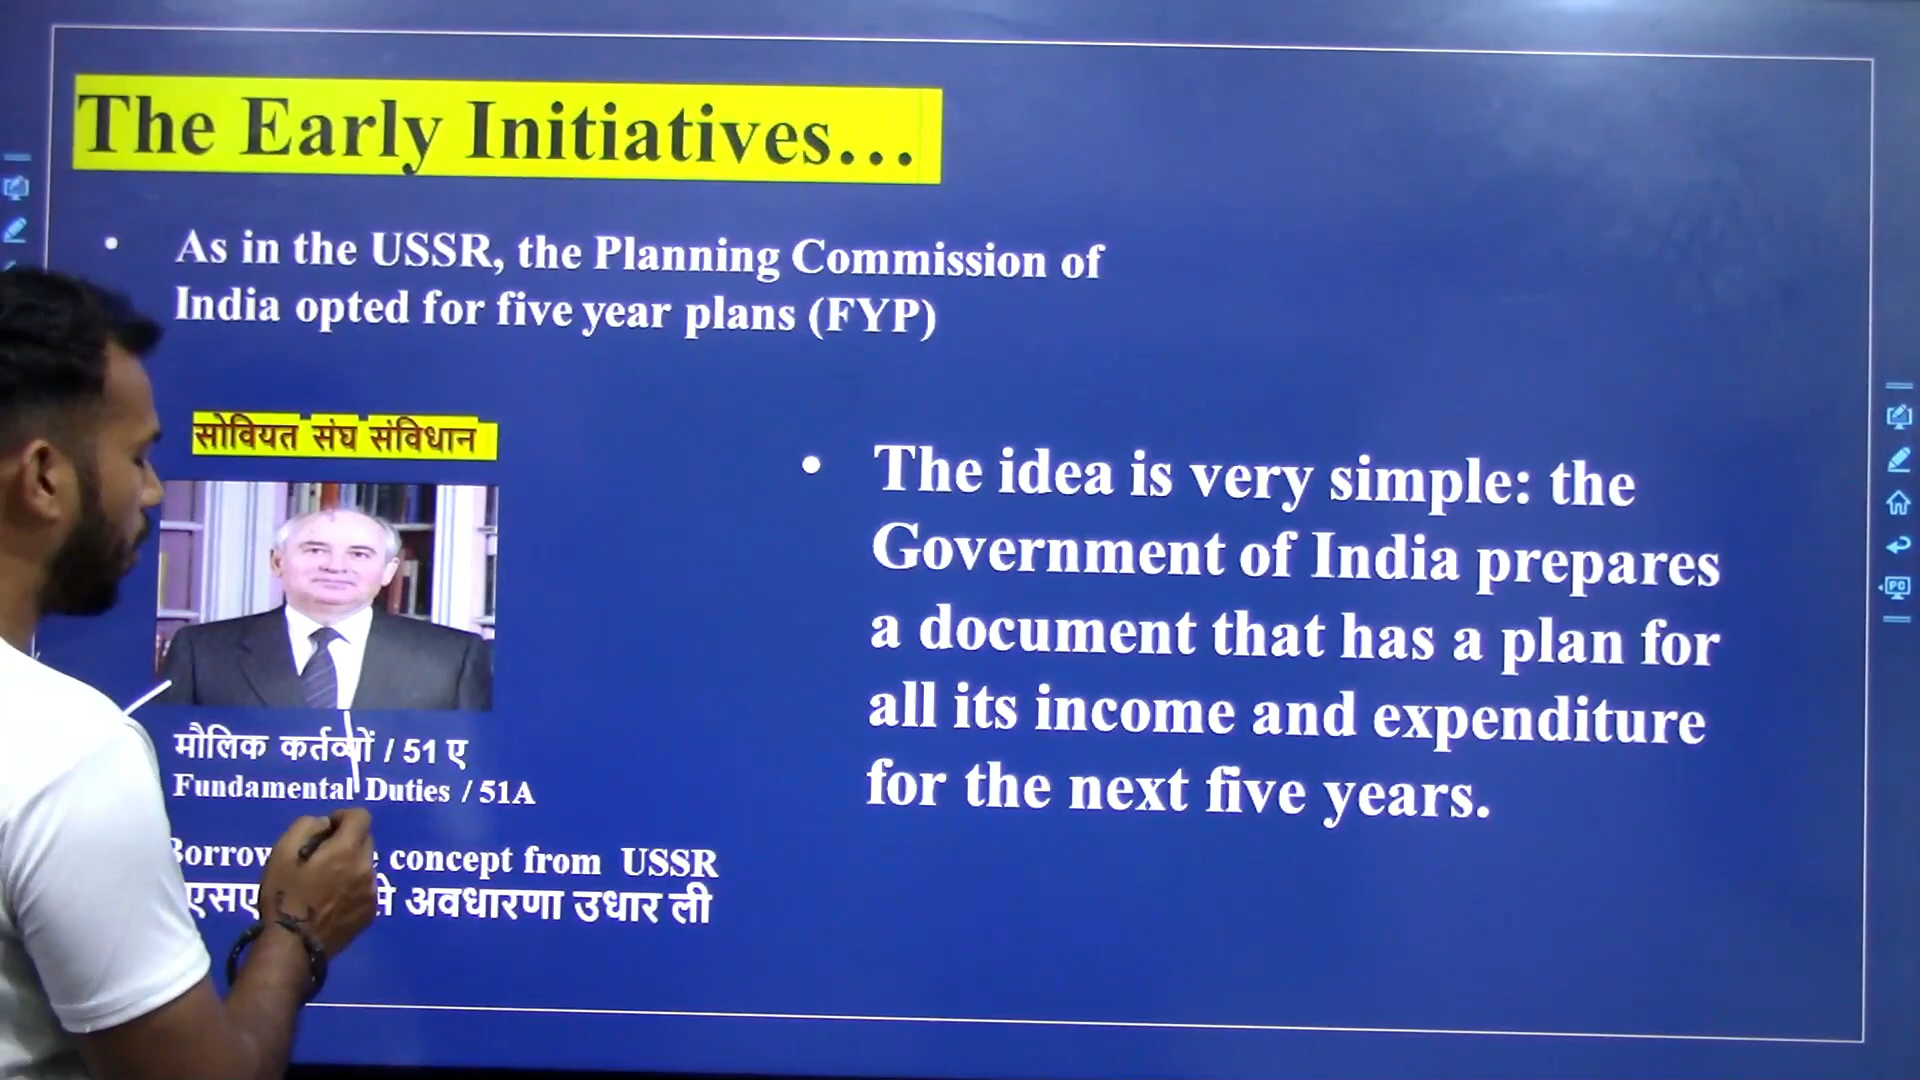 The Early Initiatives...
• As in the USSR, the Planning Commission of
India opted for five year plans (FYP)
सोवियत संघ संविधान
मौलिक कर्तव्यों / 51 ए
Fundamental Duties / 51A
concept from USSR
से अवधारणा उधार ली
• The idea is very simple: the
Government of India prepares
a document that has a plan for
all its income and expenditure
for the next five years.